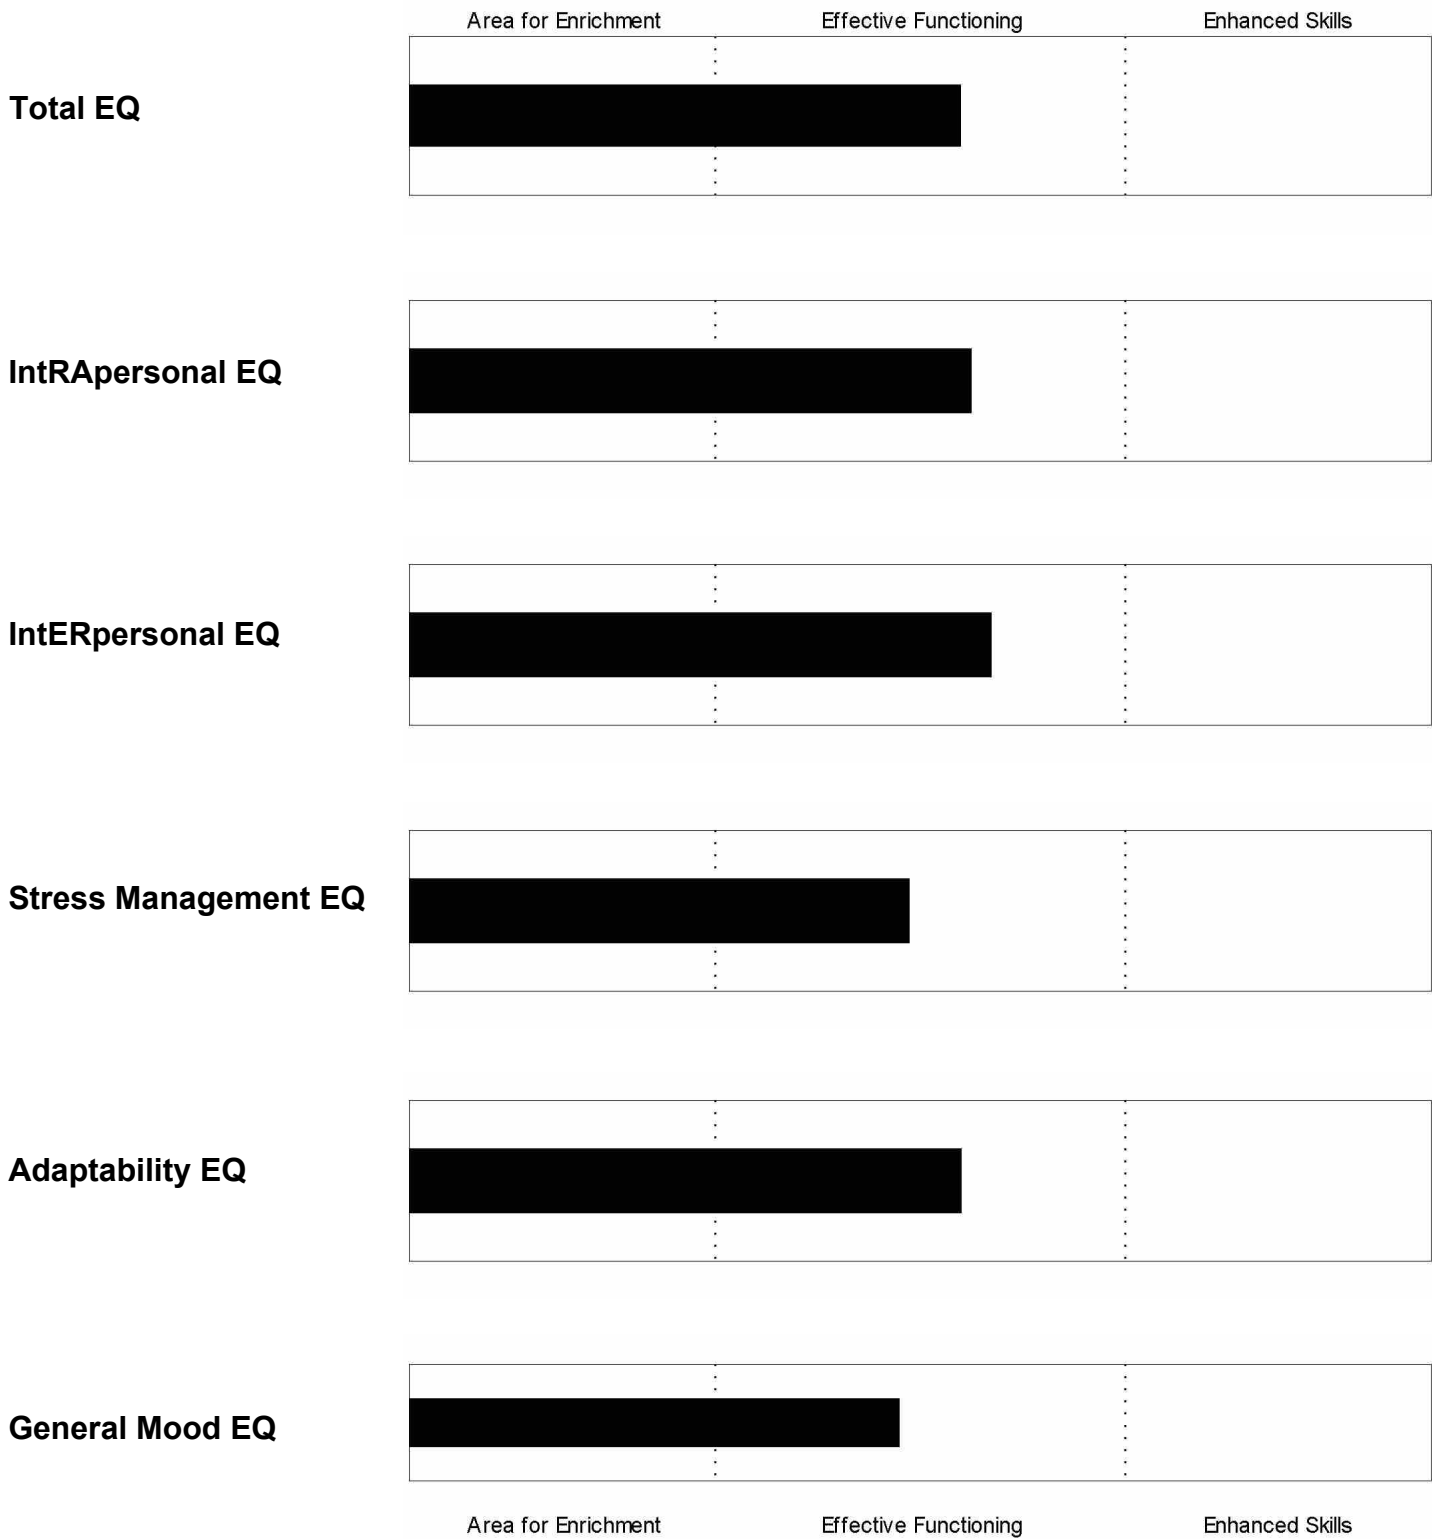 Area for Enrichment Effective Functioning Enhanced Skills
Total EQ
IntRApersonal EQ
IntERpersonal EQ
Stress Management EQ
Adaptability EQ
General Mood EQ
Area for Enrichment Effective Functioning Enhanced Skills